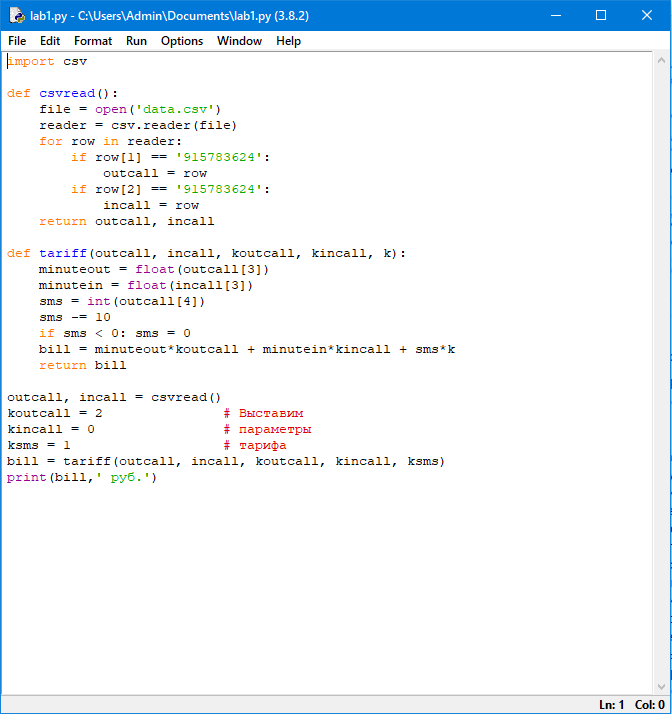 lab1.py - C:\Users\Admin\Documents\lab1.py (3.8.2)
File Edit Format Run Options Window Help
import csv
def csvread():
    file = open('data.csv')
    reader = csv.reader(file)
    for row in reader:
        if row[1] == '915783624':
            outcall = row
        if row[2] == '915783624':
            incall = row
    return outcall, incall
def tariff(outcall, incall, koutcall, kincall, k):
    minuteout = float(outcall[3])
    minutein = float(incall[3])
    sms = int(outcall[4])
    sms -= 10
    if sms < 0: sms = 0
    bill = minuteout*koutcall + minutein*kincall + sms*k
    return bill
outcall, incall = csvread()
koutcall = 2               # Выставим
kincall = 0                # параметры
ksms = 1                   # тарифа
bill = tariff(outcall, incall, koutcall, kincall, ksms)
print(bill,' руб.')
Ln: 1 Col: 0